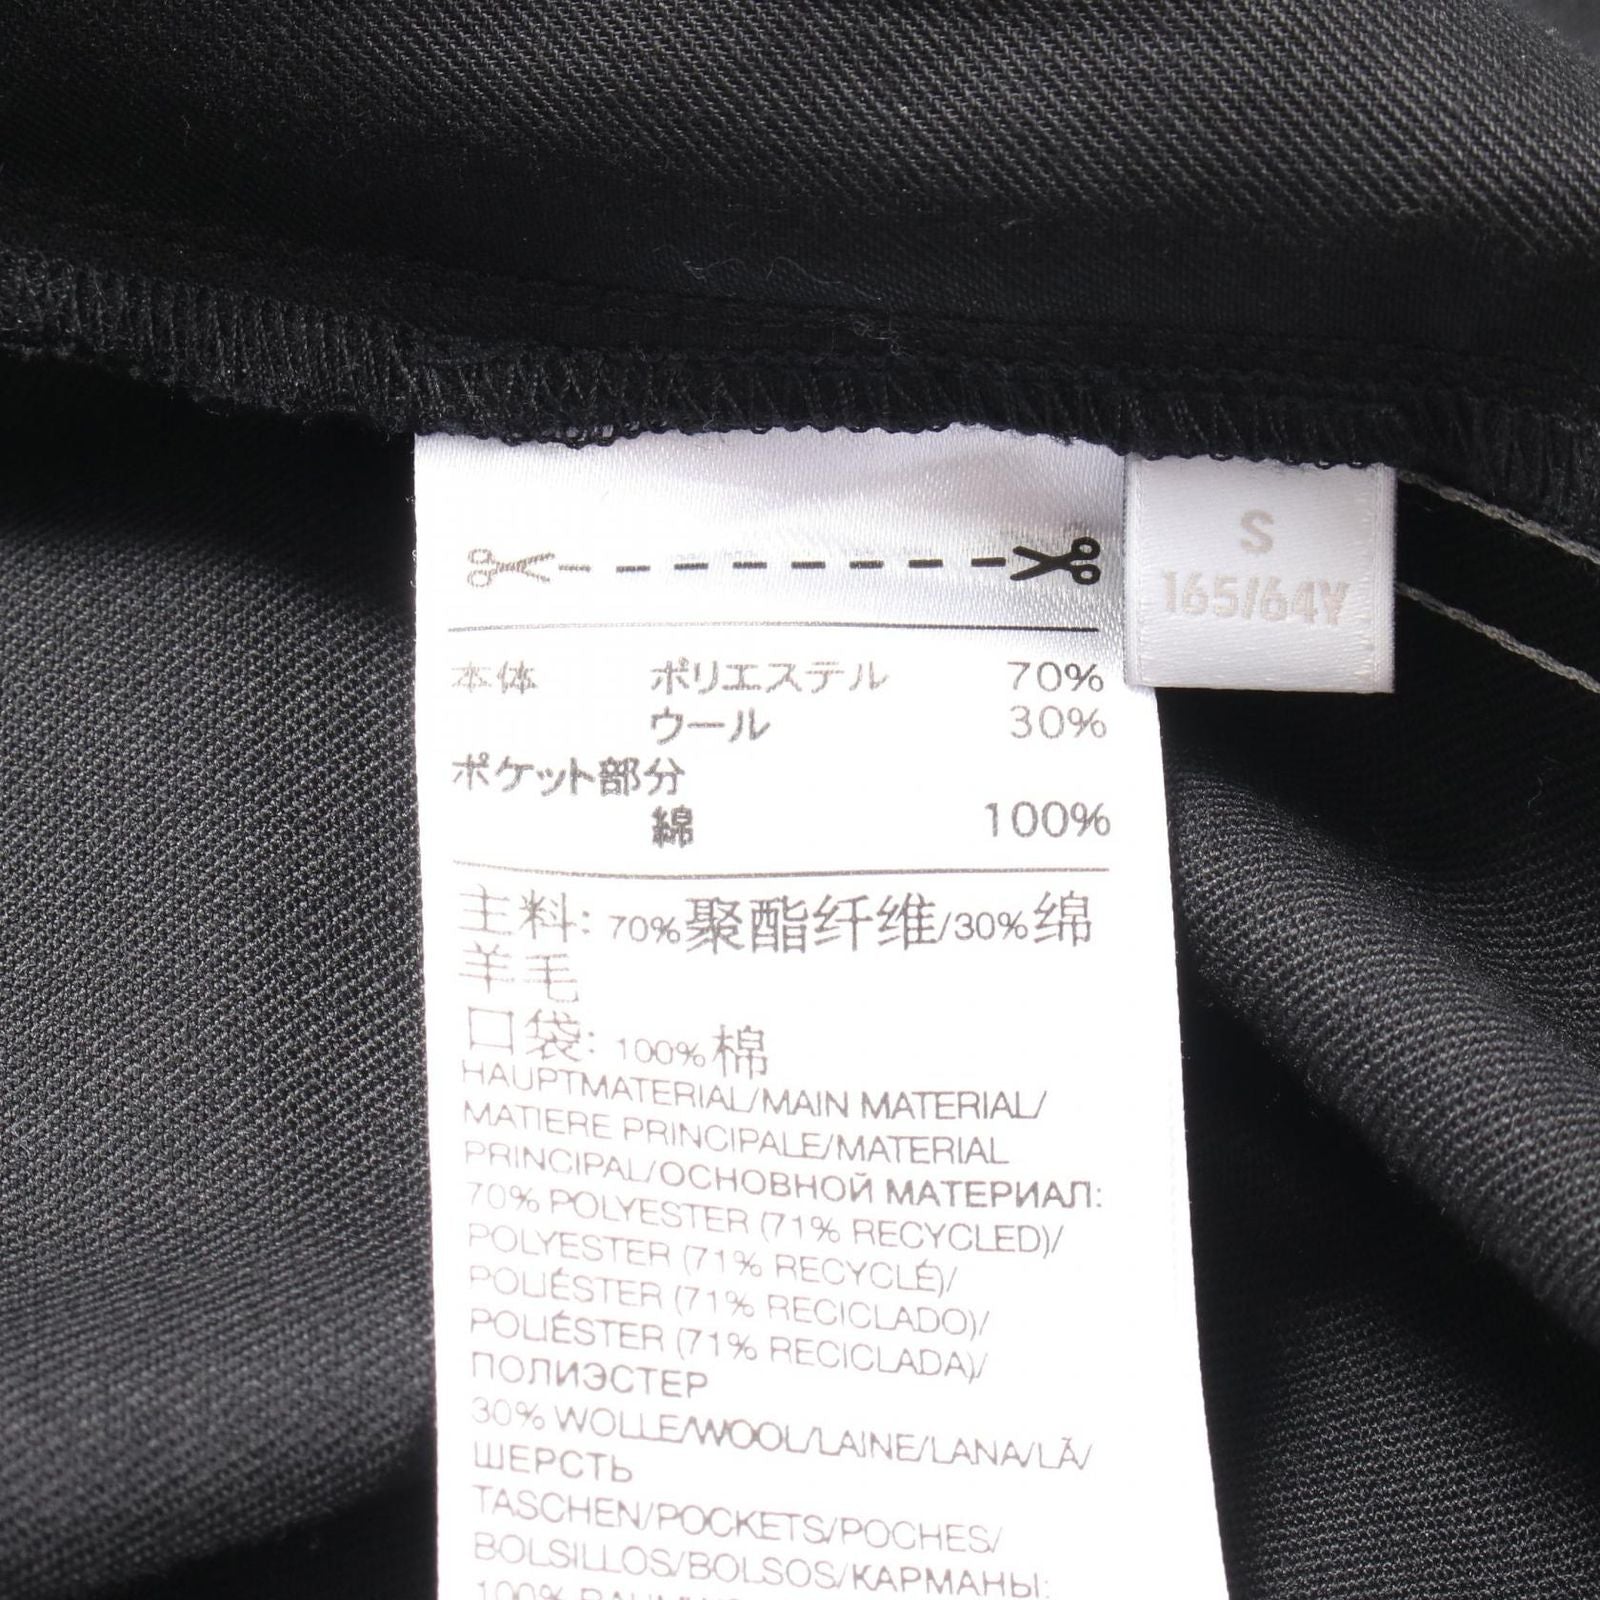 S
165/64Y
本体 ポリエステル 70%
ウール 30%
ポケット部分
綿 100%
主料: 70%聚酯纤维/30%绵
羊毛
口袋: 100%棉
HAUPTMATERIAL/MAIN MATERIAL/
MATIERE PRINCIPALE/MATERIAL
PRINCIPAL/ОСНОВНОЙ МАТЕРИАЛ:
70% POLYESTER (71% RECYCLED)/
POLYESTER (71% RECYCLÉ)/
POLIÉSTER (71% RECICLADO)/
POLIÉSTER (71% RECICLADA)/
ПОЛИЭСТЕР
30% WOLLE/WOOL/LAINE/LANA/LÃ/
ШЕРСТЬ
TASCHEN/POCKETS/POCHES/
BOLSILLOS/BOLSOS/КАРМАНЫ:
100%